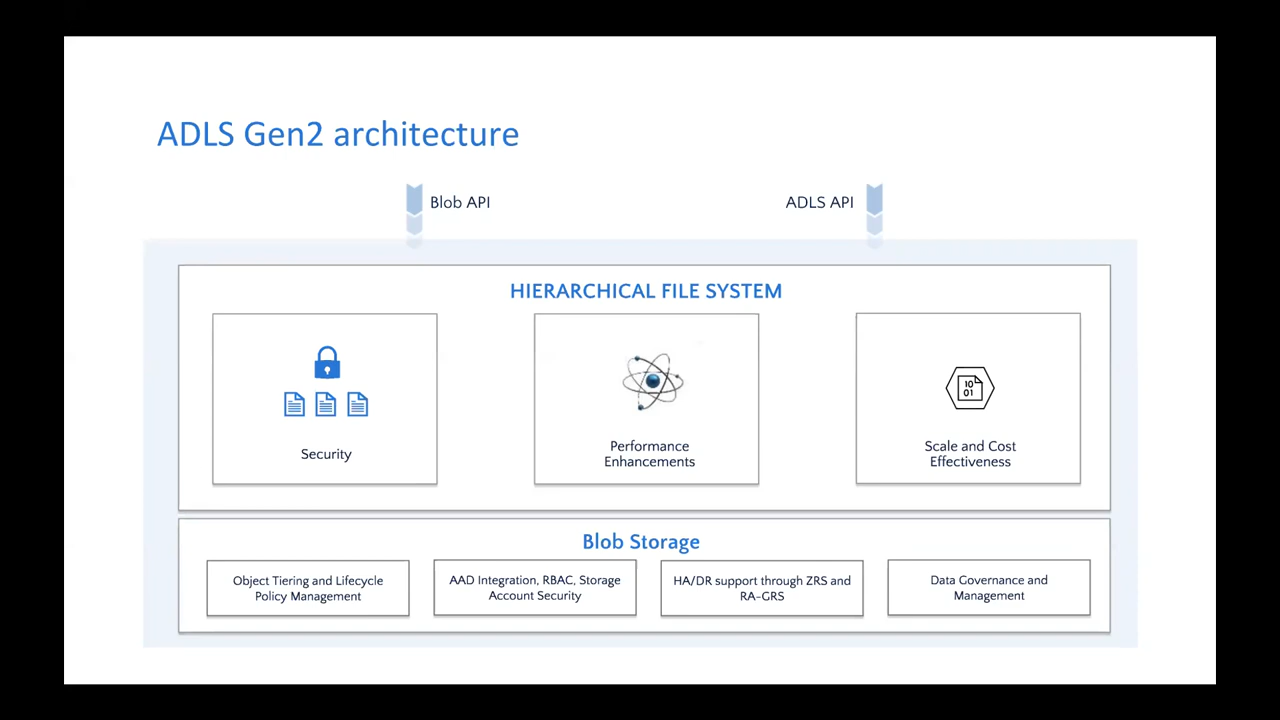 ADLS Gen2 architecture
Blob API
ADLS API
HIERARCHICAL FILE SYSTEM
10
01
Security
Performance
Enhancements
Scale and Cost
Effectiveness
Blob Storage
Object Tiering and Lifecycle
Policy Management
AAD Integration, RBAC, Storage
Account Security
HA/DR support through ZRS and
RA-GRS
Data Governance and
Management